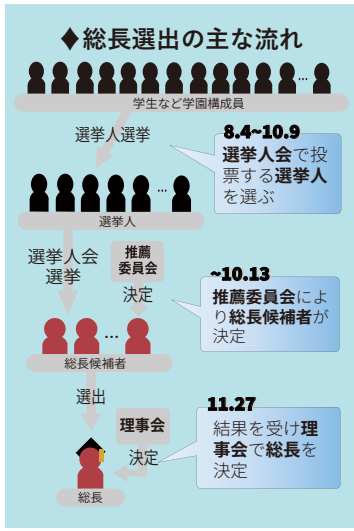 ♦総長選出の主な流れ
…
学生など学園構成員
選挙人選挙
8.4~10.9
選挙人会で投
票する選挙人
を選ぶ
…
選挙人
選挙人会
選挙
推薦
委員会
決定
~10.13
推薦委員会によ
り総長候補者が
決定
…
総長候補者
選出
理事会
決定
11.27
結果を受け理
事会で総長を
決定
総長